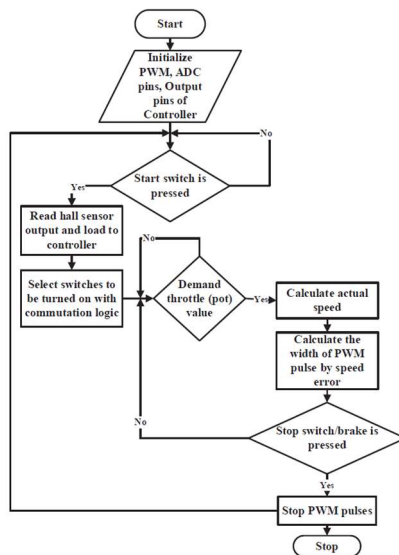 Start
Initialize
PWM, ADC
pins, Output
pins of
Controller
No
Start switch is
pressed
Yes
Read hall sensor
output and load to
controller
No
Select switches to
be turned on with
commutation logic
Demand
throttle (pot)
value
Yes
Calculate actual
speed
Calculate the
width of PWM
pulse by speed
error
No
Stop switch/brake is
pressed
Yes
Stop PWM pulses
Stop